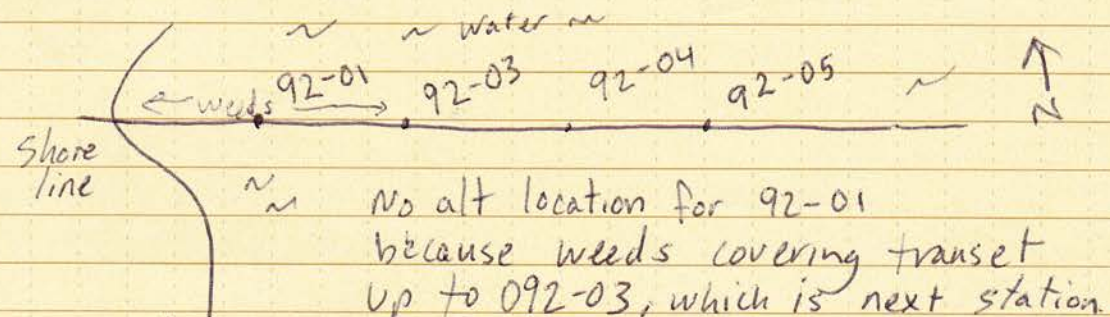 ~ ~ water ~
92-01 92-03 92-04 92-05 ~
← weeds → N
Shore
line
~
~ No alt location for 92-01
because weeds covering transet
up to 092-03, which is next station.